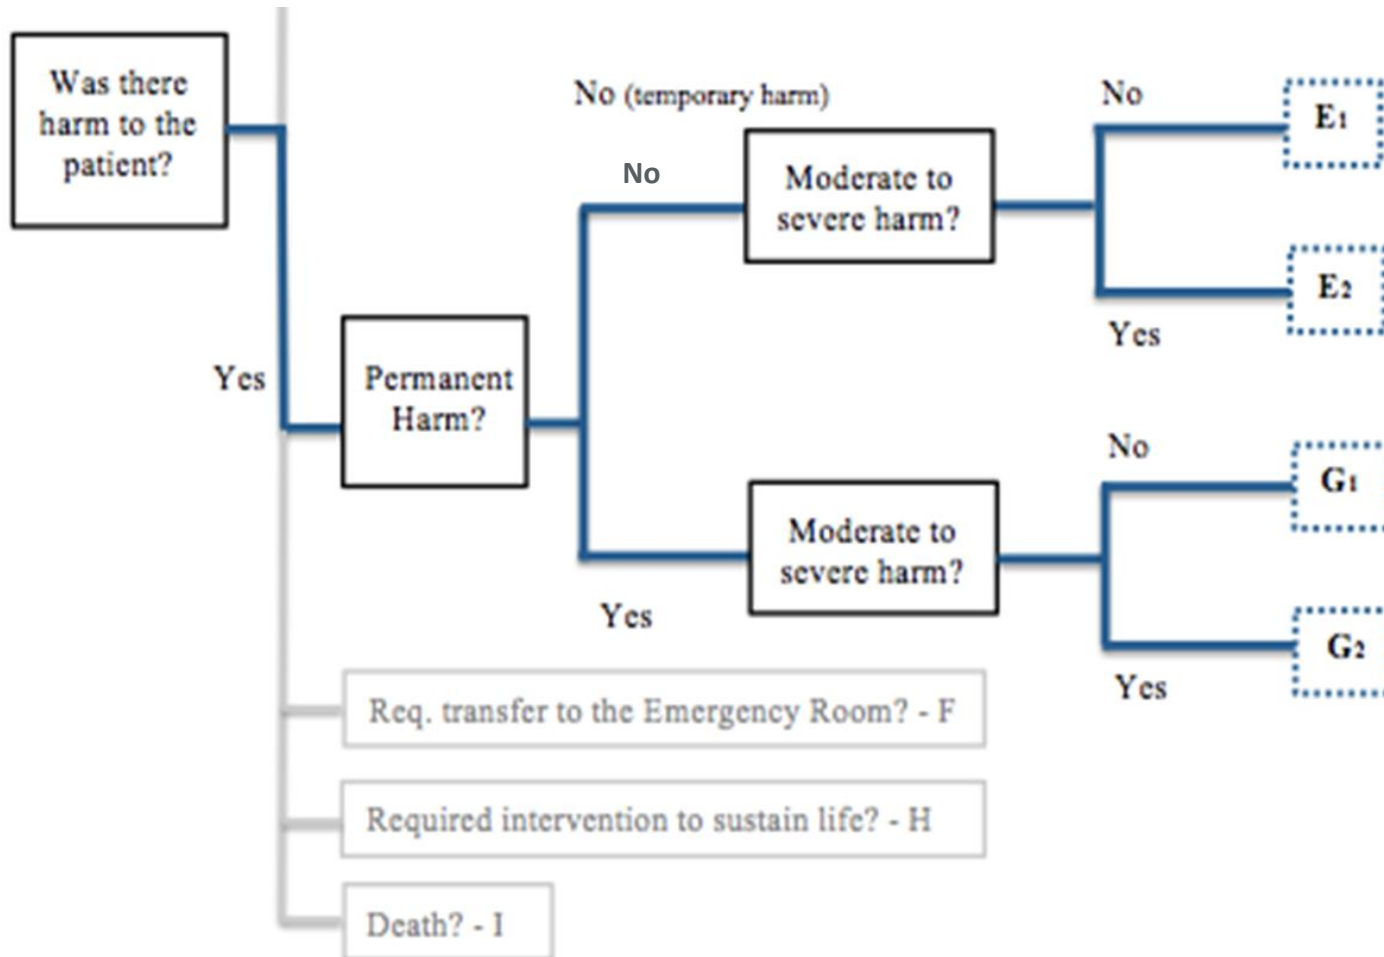 Was there
harm to the
patient?
No (temporary harm)
No
E1
No
Moderate to
severe harm?
E2
Yes
Yes
Permanent
Harm?
No
G1
Moderate to
severe harm?
Yes
G2
Yes
Req. transfer to the Emergency Room? - F
Required intervention to sustain life? - H
Death? - I